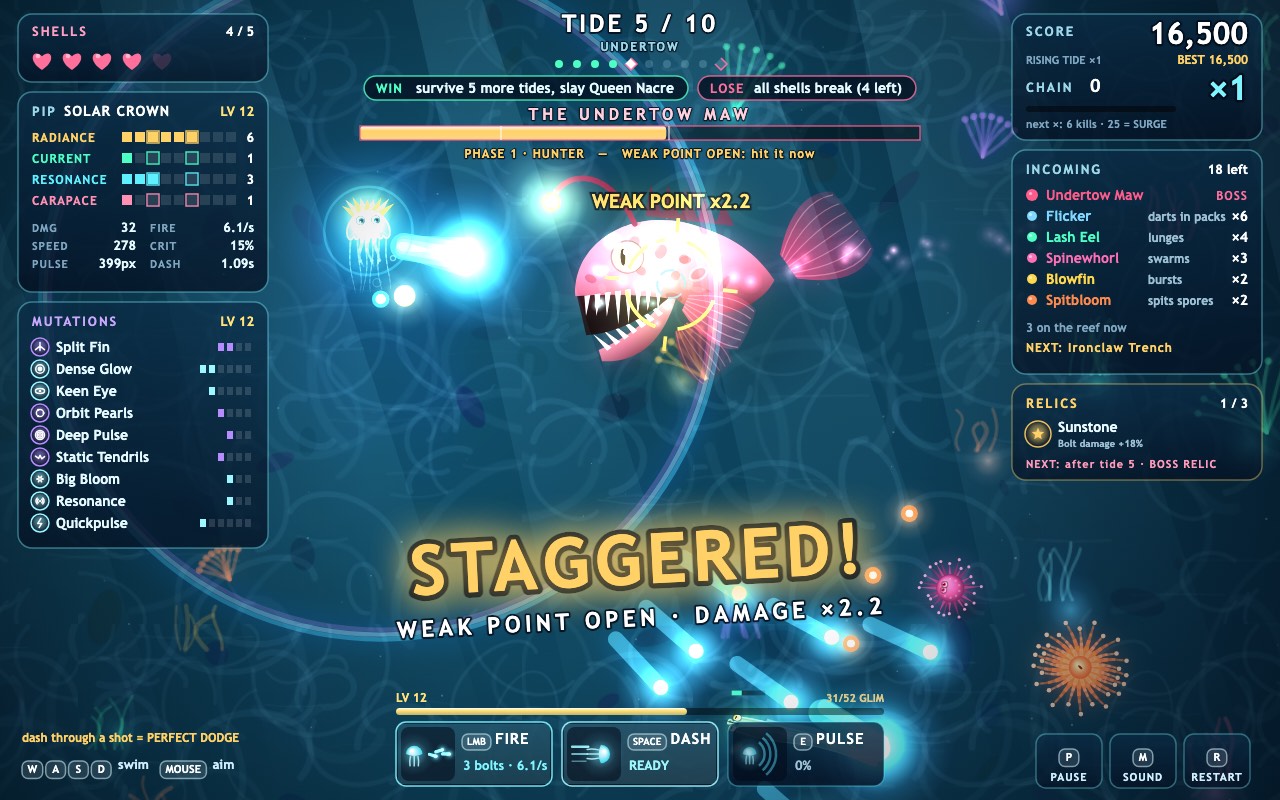 SHELLS 4 / 5
PIP SOLAR CROWN LV 12
RADIANCE 6
CURRENT 1
RESONANCE 3
CARAPACE 1
DMG 32 FIRE 6.1/s
SPEED 278 CRIT 15%
PULSE 399px DASH 1.09s
MUTATIONS LV 12
Split Fin
Dense Glow
Keen Eye
Orbit Pearls
Deep Pulse
Static Tendrils
Big Bloom
Resonance
Quickpulse
TIDE 5 / 10
UNDERTOW
WIN survive 5 more tides, slay Queen Nacre
LOSE all shells break (4 left)
THE UNDERTOW MAW
PHASE 1 · HUNTER — WEAK POINT OPEN: hit it now
WEAK POINT x2.2
SCORE 16,500
RISING TIDE ×1 BEST 16,500
CHAIN 0 ×1
next ×: 6 kills · 25 = SURGE
INCOMING 18 left
Undertow Maw BOSS
Flicker darts in packs ×6
Lash Eel lunges ×4
Spinewhorl swarms ×3
Blowfin bursts ×2
Spitbloom spits spores ×2
3 on the reef now
NEXT: Ironclaw Trench
RELICS 1 / 3
Sunstone
Bolt damage +18%
NEXT: after tide 5 · BOSS RELIC
STAGGERED!
WEAK POINT OPEN · DAMAGE ×2.2
LV 12 31/52 GLIM
LMB FIRE
3 bolts · 6.1/s
SPACE DASH
READY
E PULSE
0%
dash through a shot = PERFECT DODGE
W A S D swim MOUSE aim
P PAUSE
M SOUND
R RESTART